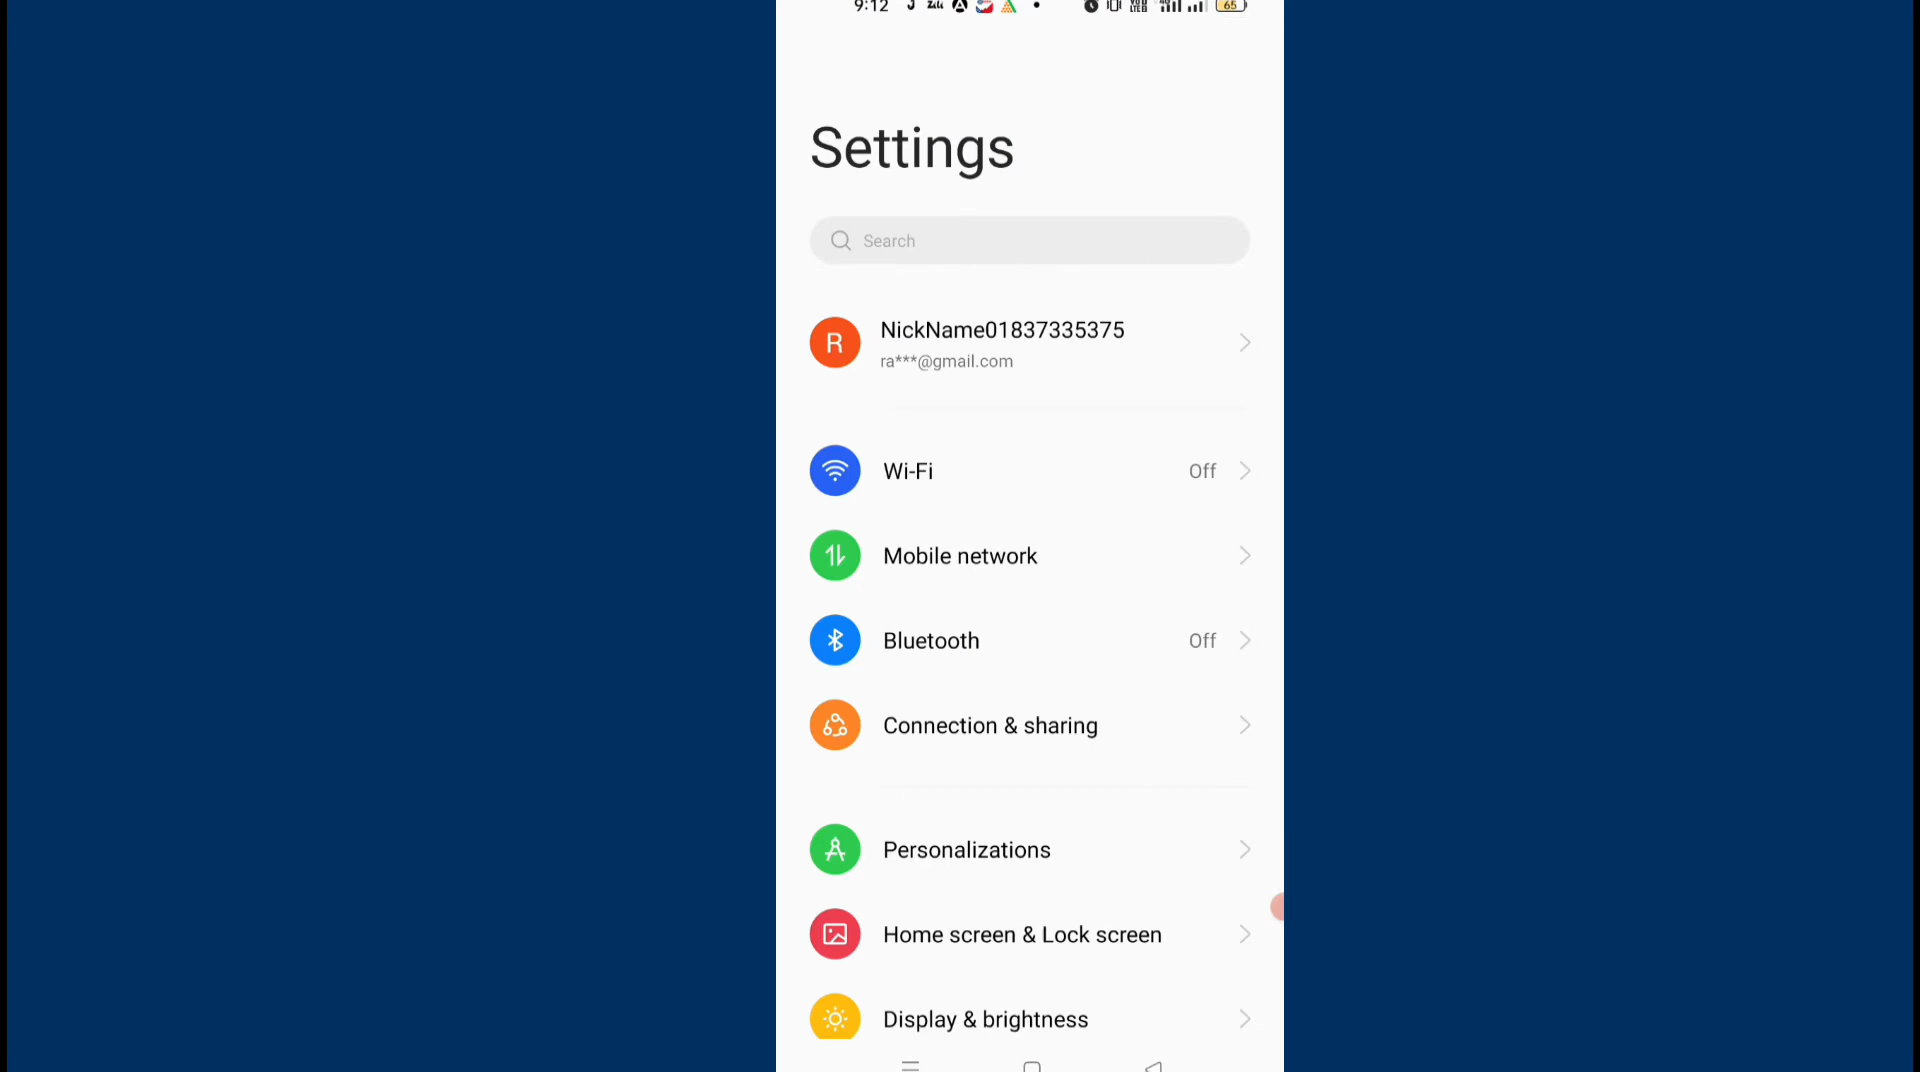 9:12 65
Settings
Search
R
NickName01837335375
ra***@gmail.com
Wi-Fi Off
Mobile network
Bluetooth Off
Connection & sharing
Personalizations
Home screen & Lock screen
Display & brightness